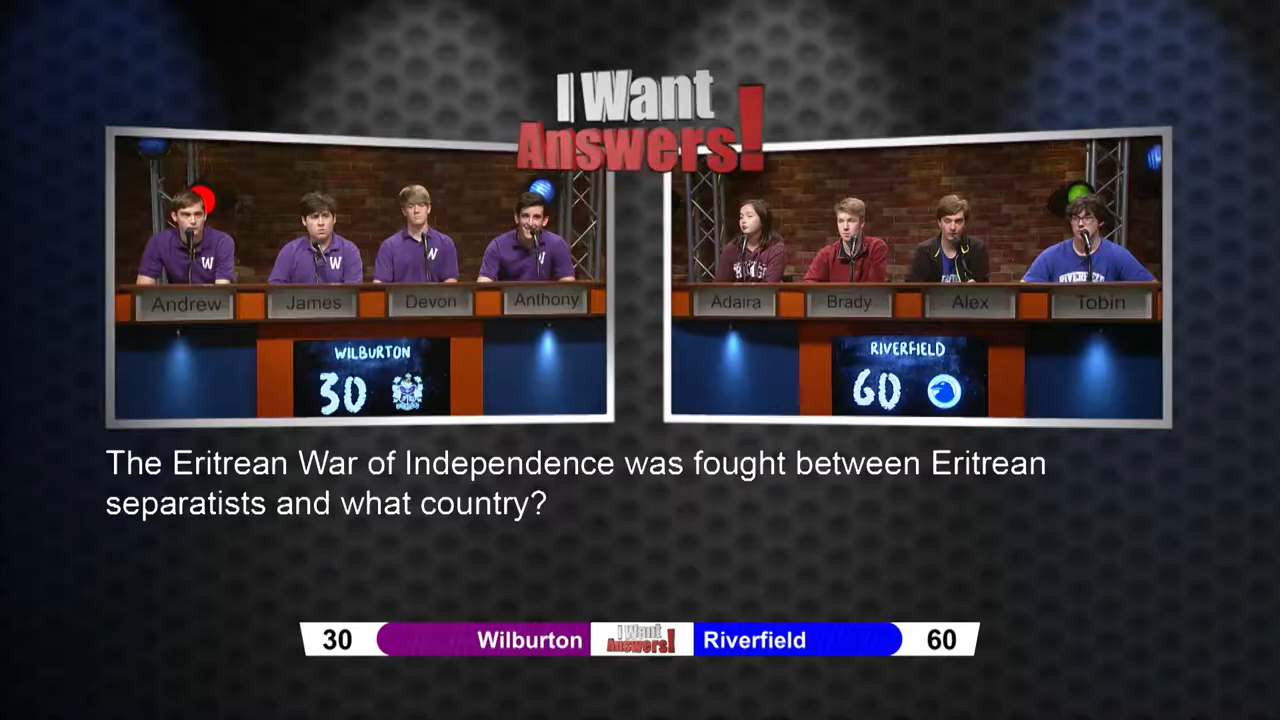 I Want
Answers!
W
W
W
W
RIVERFIELD
Andrew
James
Devon
Anthony
Adaira
Brady
Alex
Tobin
WILBURTON
30
RIVERFIELD
60
The Eritrean War of Independence was fought between Eritrean
separatists and what country?
30
Wilburton
I Want
Answers!
Riverfield
60